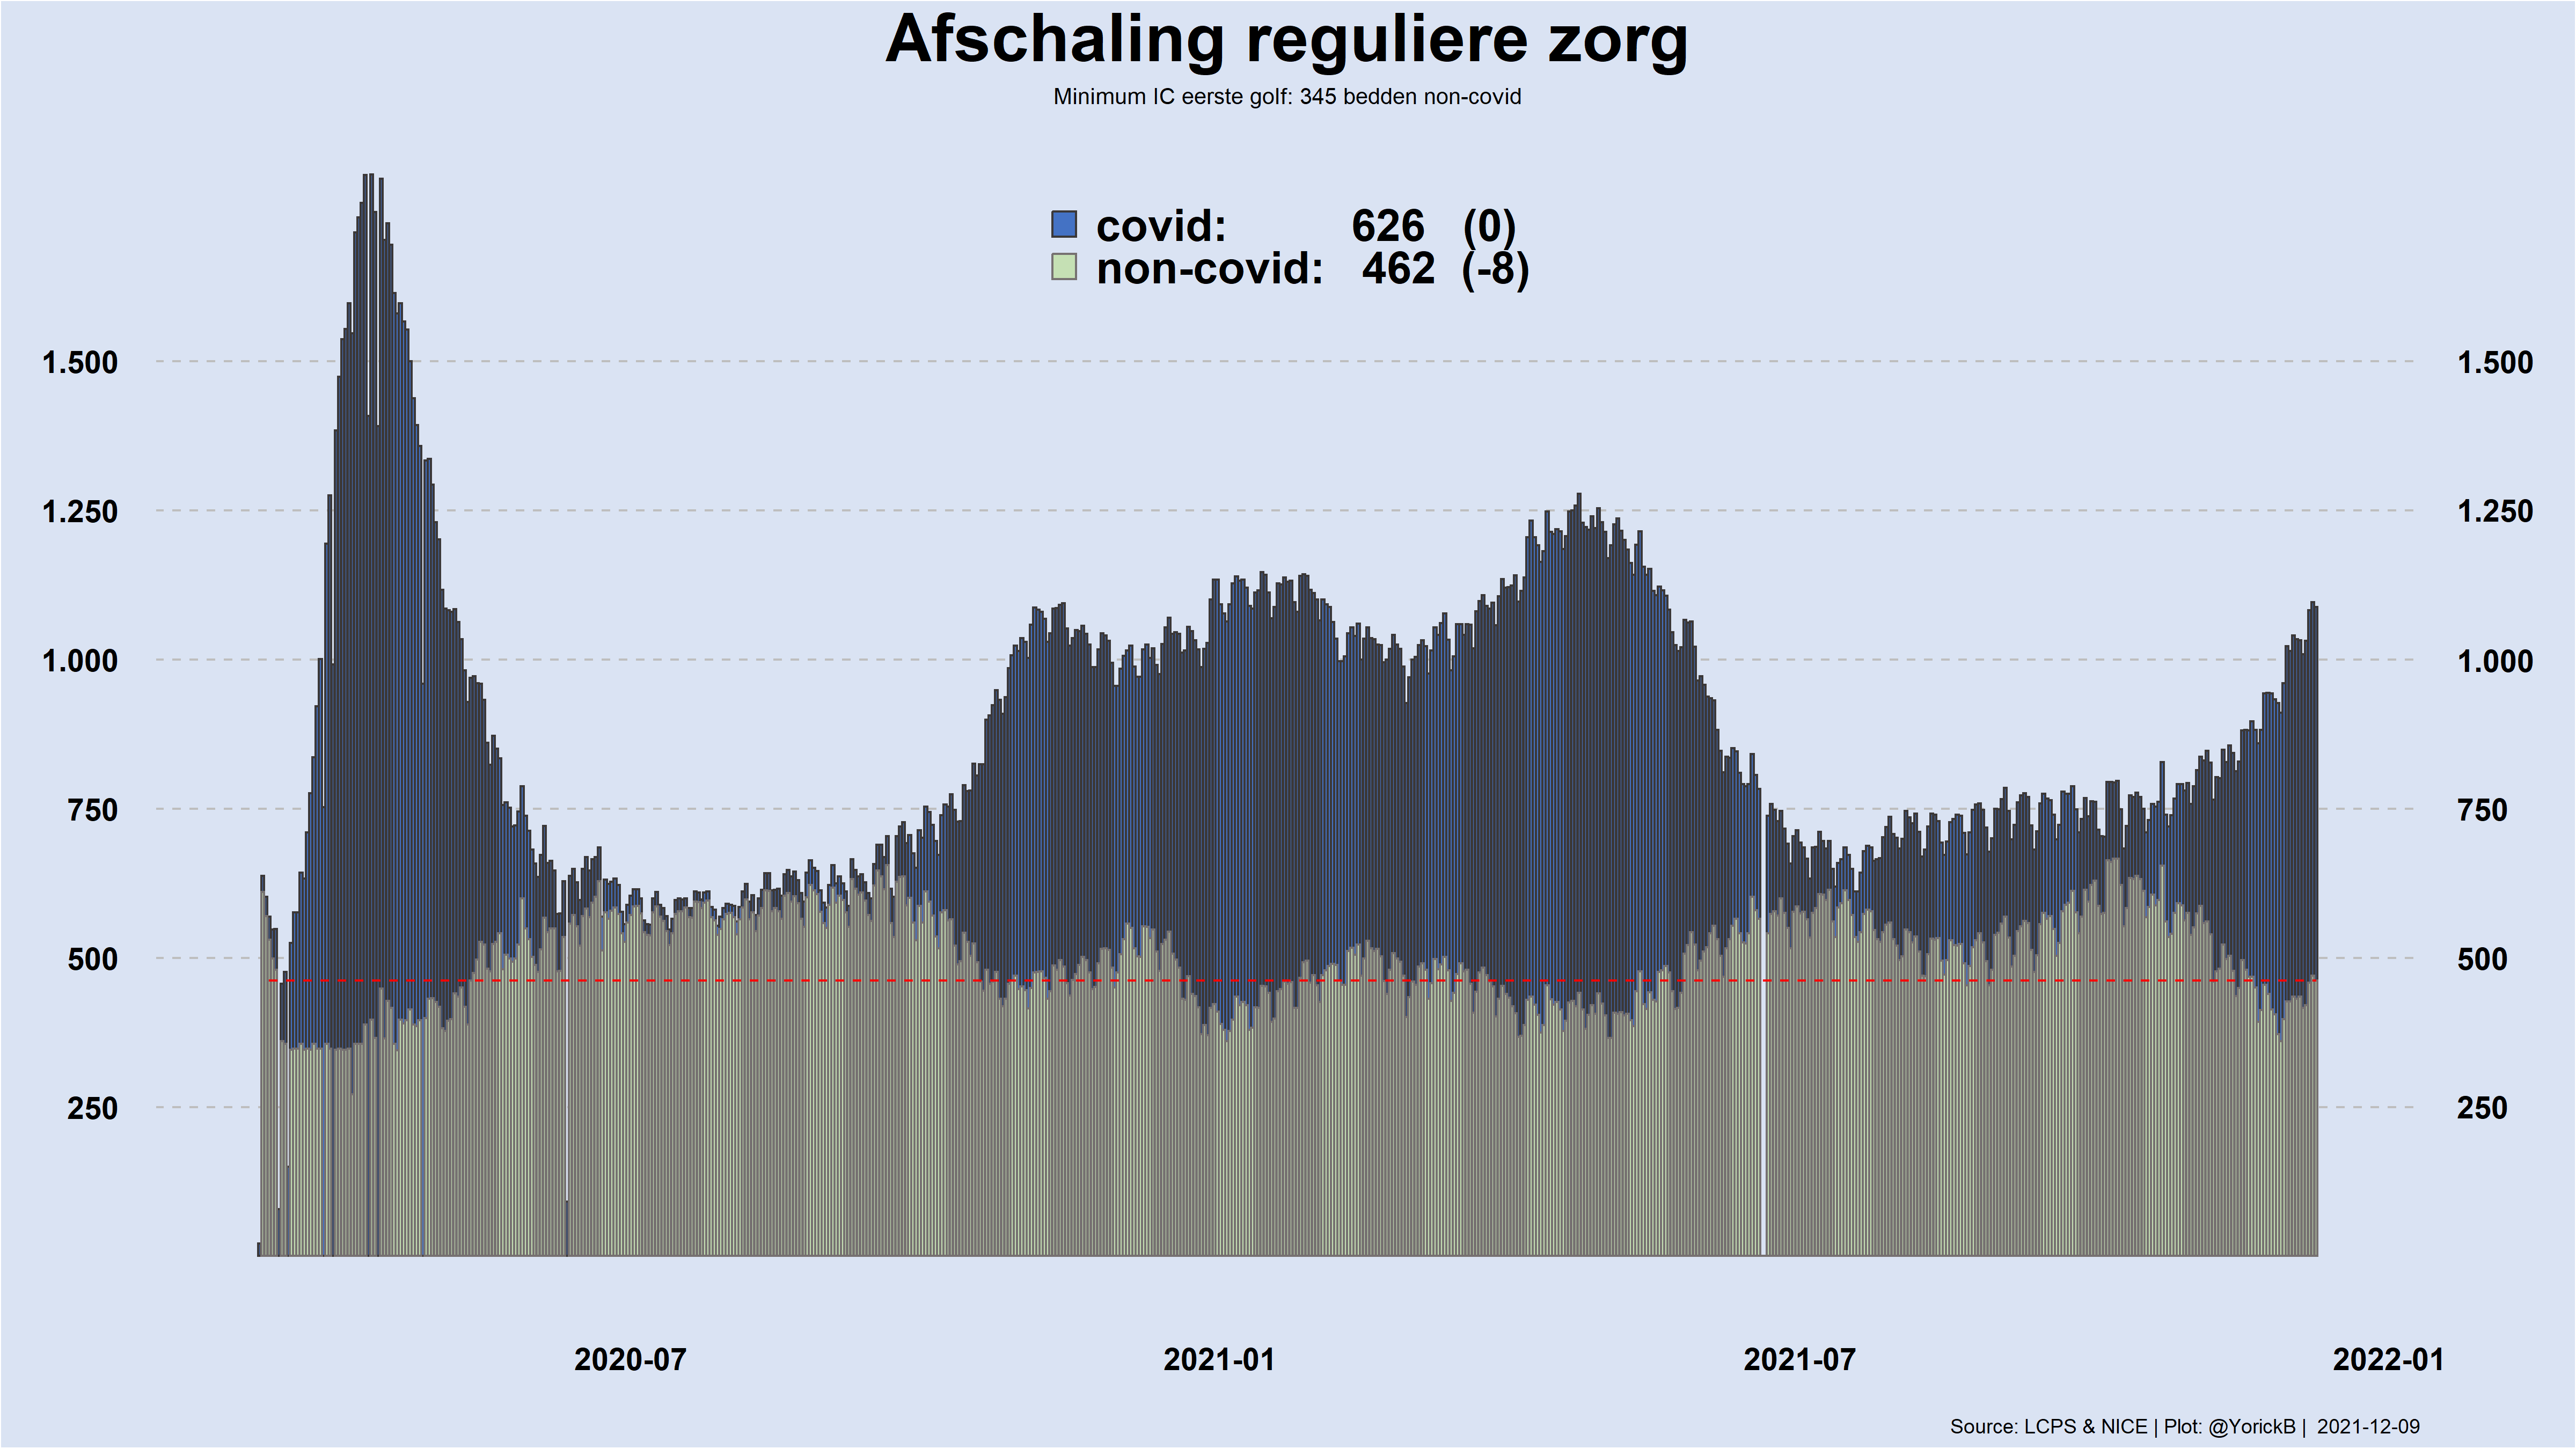 Afschaling reguliere zorg
Minimum IC eerste golf: 345 bedden non-covid
covid: 626 (0)
non-covid: 462 (-8)
1.500 1.500
1.250 1.250
1.000 1.000
750 750
500 500
250 250
2020-07 2021-01 2021-07 2022-01
Source: LCPS & NICE | Plot: @YorickB | 2021-12-09